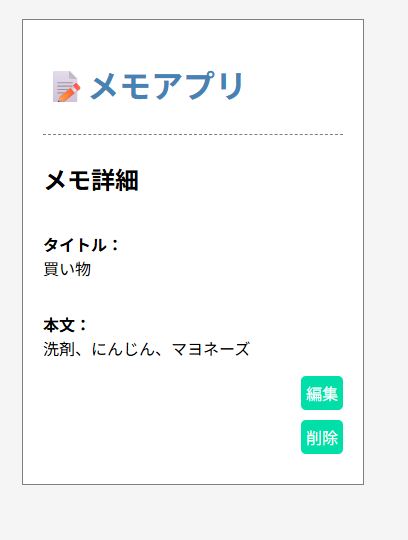 メモアプリ
メモ詳細
タイトル：
買い物
本文：
洗剤、にんじん、マヨネーズ
編集
削除